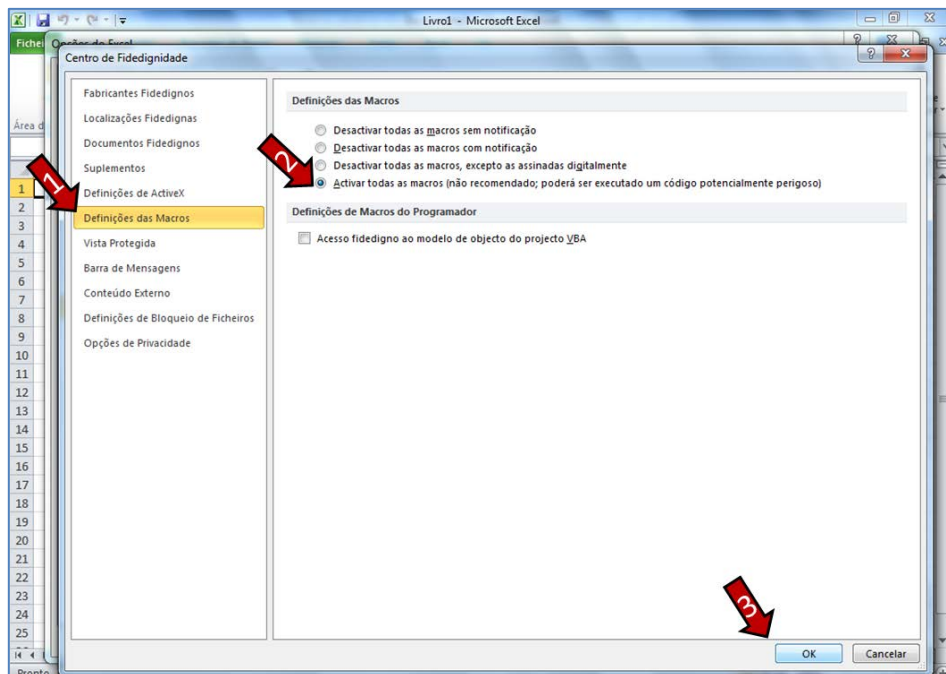 Livro1 - Microsoft Excel
Fichei Opções do Excel
Centro de Fidedignidade
Fabricantes Fidedignos
Localizações Fidedignas
Documentos Fidedignos
Suplementos
Definições de ActiveX
Definições das Macros
Vista Protegida
Barra de Mensagens
Conteúdo Externo
Definições de Bloqueio de Ficheiros
Opções de Privacidade
Definições das Macros
Desactivar todas as macros sem notificação
Desactivar todas as macros com notificação
Desactivar todas as macros, excepto as assinadas digitalmente
Activar todas as macros (não recomendado; poderá ser executado um código potencialmente perigoso)
Definições de Macros do Programador
Acesso fidedigno ao modelo de objecto do projecto VBA
Área d
1
2
3
1
2
3
4
5
6
7
8
9
10
11
12
13
14
15
16
17
18
19
20
21
22
23
24
25
OK
Cancelar
Pronto